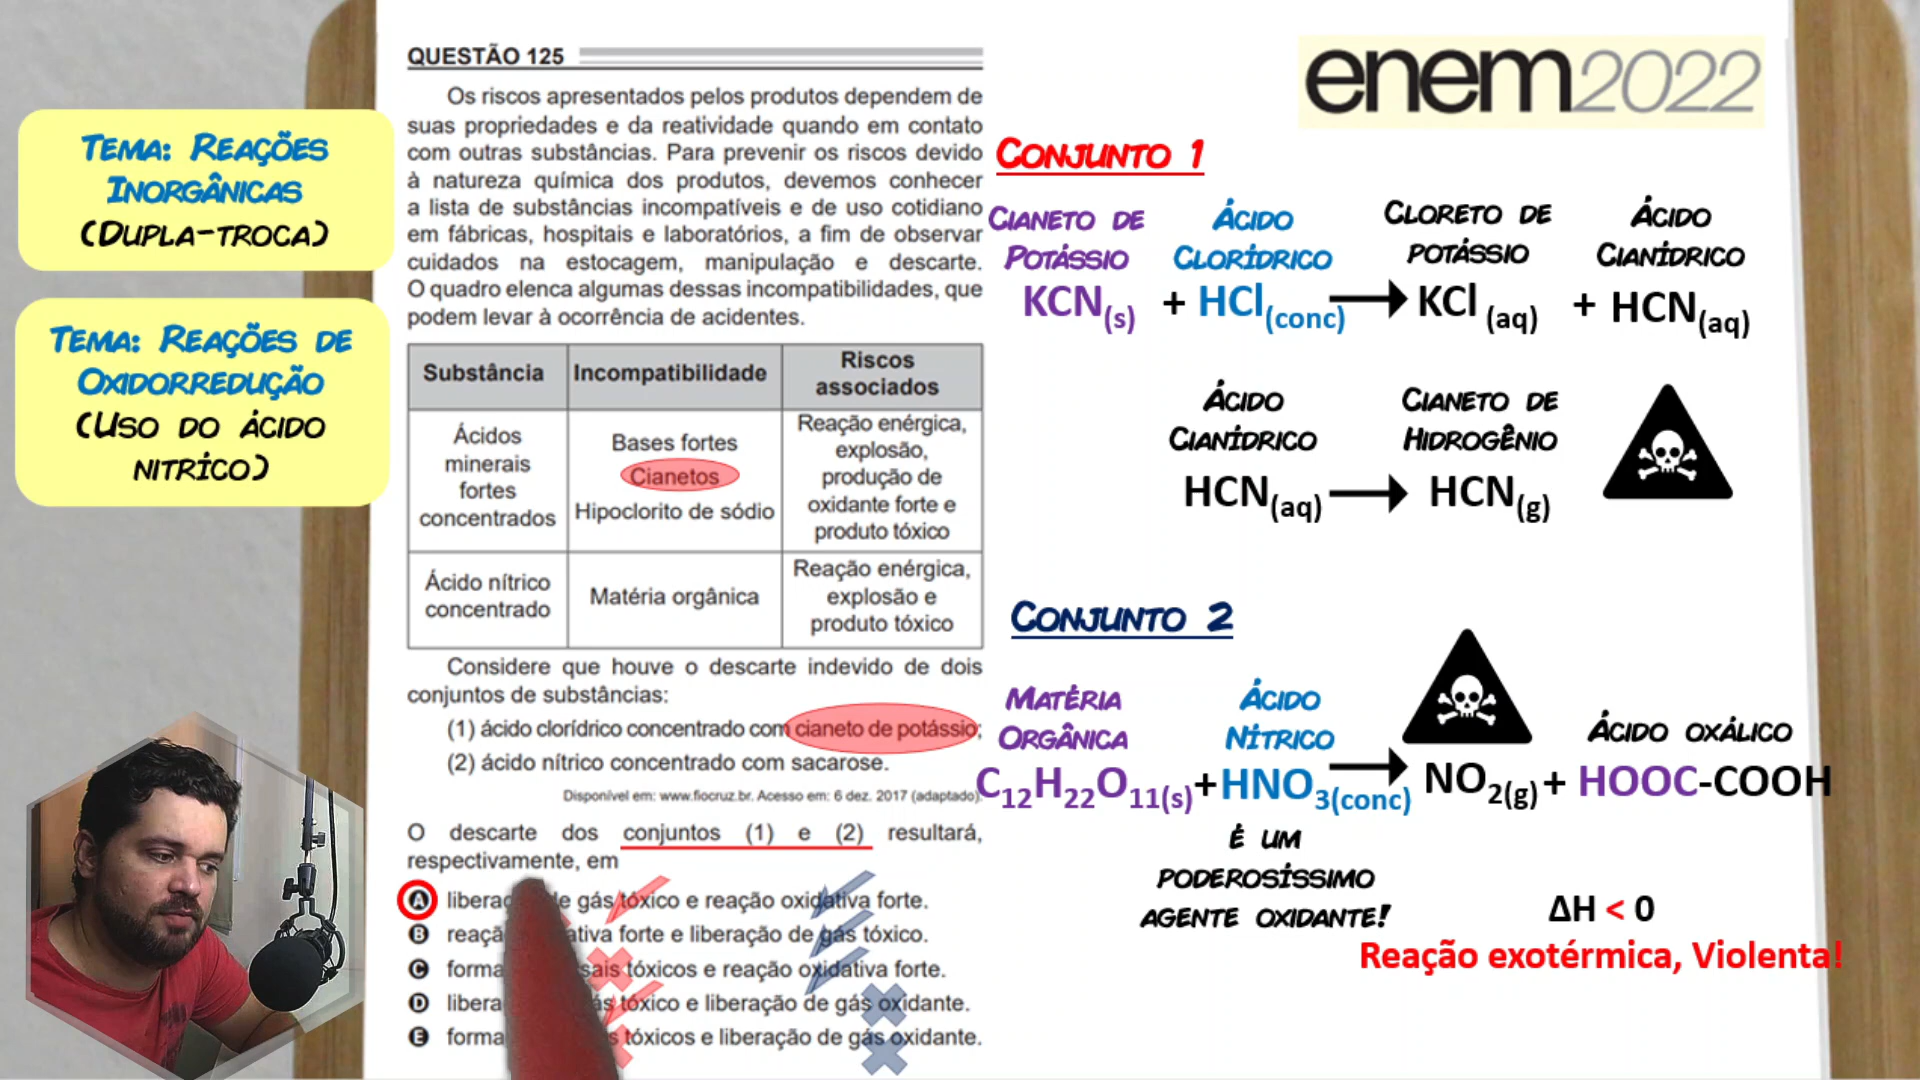 QUESTÃO 125
Os riscos apresentados pelos produtos dependem de
suas propriedades e da reatividade quando em contato
com outras substâncias. Para prevenir os riscos devido
à natureza química dos produtos, devemos conhecer
a lista de substâncias incompatíveis e de uso cotidiano
em fábricas, hospitais e laboratórios, a fim de observar
cuidados na estocagem, manipulação e descarte.
O quadro elenca algumas dessas incompatibilidades, que
podem levar à ocorrência de acidentes.
Substância
Incompatibilidade
Riscos
associados
Ácidos
minerais
fortes
concentrados
Bases fortes
Cianetos
Hipoclorito de sódio
Reação enérgica,
explosão,
produção de
oxidante forte e
produto tóxico
Ácido nítrico
concentrado
Matéria orgânica
Reação enérgica,
explosão e
produto tóxico
Considere que houve o descarte indevido de dois
conjuntos de substâncias:
(1) ácido clorídrico concentrado com cianeto de potássio;
(2) ácido nítrico concentrado com sacarose.
Disponível em: www.fiocruz.br. Acesso em: 6 dez. 2017 (adaptado).
O descarte dos conjuntos (1) e (2) resultará,
respectivamente, em
A gás tóxico e reação oxidativa forte.
B forte e liberação de gás tóxico.
C tóxicos e reação oxidativa forte.
D tóxico e liberação de gás oxidante.
E tóxicos e liberação de gás oxidante.
TEMA: REAÇÕES
INORGÂNICAS
(DUPLA-TROCA)
TEMA: REAÇÕES DE
OXIDORREDUÇÃO
(USO DO ÁCIDO
NITRÍCO)
enem2022
CONJUNTO 1
CIANETO DE
POTÁSSIO
ÁCIDO
CLORÍDRICO
CLORETO DE
POTÁSSIO
ÁCIDO
CIANÍDRICO
KCN(s) + HCl(conc) → KCl (aq) + HCN(aq)
ÁCIDO
CIANÍDRICO
CIANETO DE
HIDROGÊNIO
HCN(aq) → HCN(g)
CONJUNTO 2
MATÉRIA
ORGÂNICA
ÁCIDO
NÍTRICO
ÁCIDO OXÁLICO
C12H22O11(s)+HNO3(conc) → NO2(g)+ HOOC-COOH
É UM
PODEROSÍSSIMO
AGENTE OXIDANTE!
ΔH < 0
Reação exotérmica, Violenta!